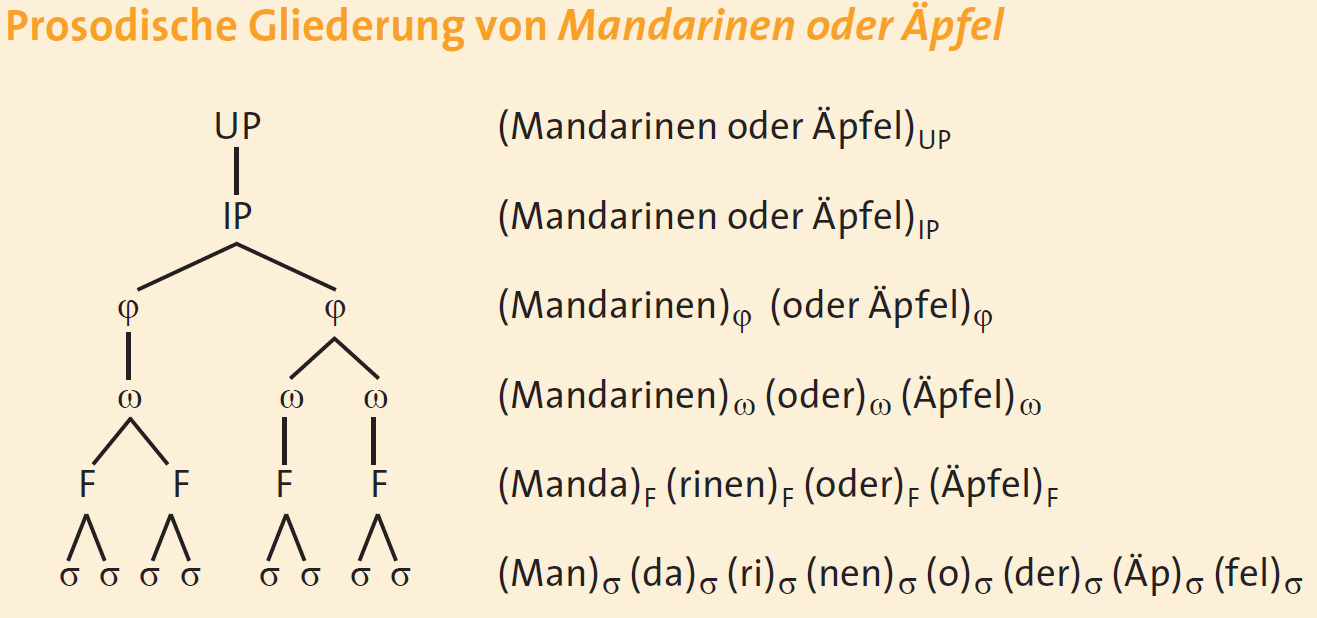 Prosodische Gliederung von Mandarinen oder Äpfel
UP (Mandarinen oder Äpfel)UP
IP (Mandarinen oder Äpfel)IP
φ φ (Mandarinen)φ (oder Äpfel)φ
ω ω ω (Mandarinen)ω (oder)ω (Äpfel)ω
F F F F (Manda)F (rinen)F (oder)F (Äpfel)F
σ σ σ σ σ σ σ σ (Man)σ (da)σ (ri)σ (nen)σ (o)σ (der)σ (Äp)σ (fel)σ